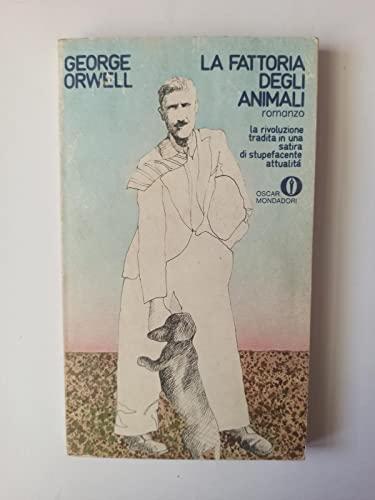 GEORGE
ORWELL
LA FATTORIA
DEGLI
ANIMALI
romanzo
la rivoluzione
tradita in una
satira
di stupefacente
attualità
OSCAR
MONDADORI